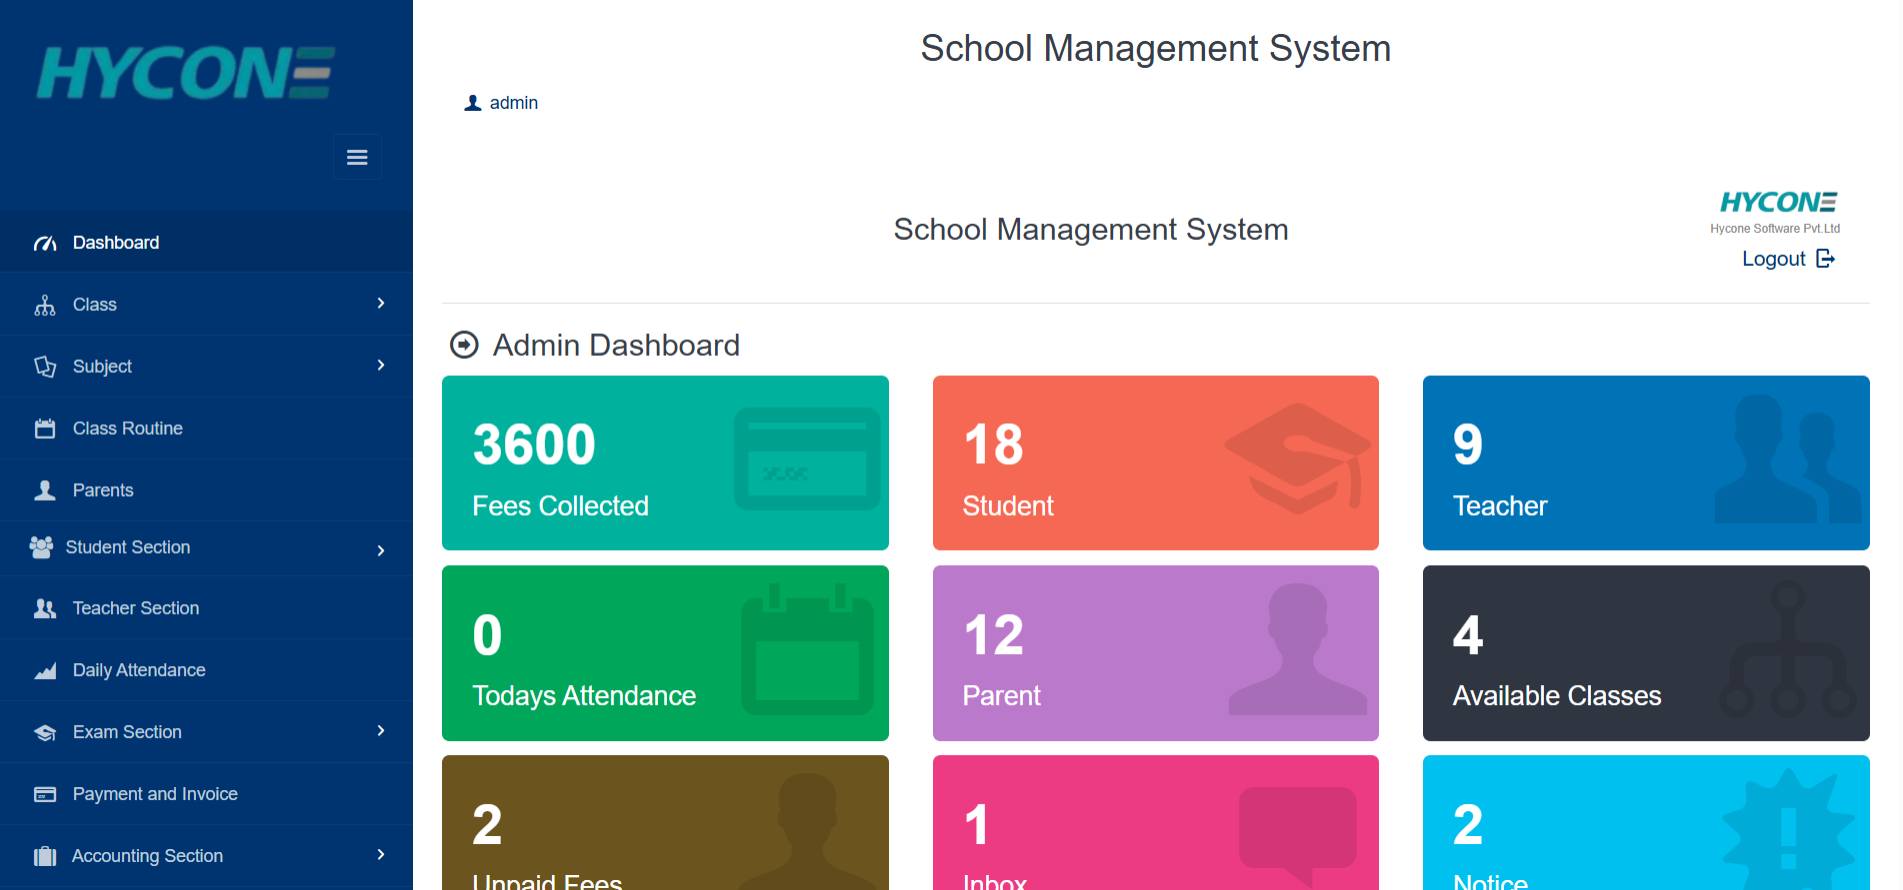 HYCONE
Dashboard
Class
Subject
Class Routine
Parents
Student Section
Teacher Section
Daily Attendance
Exam Section
Payment and Invoice
Accounting Section
School Management System
admin
School Management System
HYCONE
Hycone Software Pvt.Ltd
Logout
Admin Dashboard
3600
Fees Collected
18
Student
9
Teacher
0
Todays Attendance
12
Parent
4
Available Classes
2
Unpaid Fees
1
Inbox
2
Notice